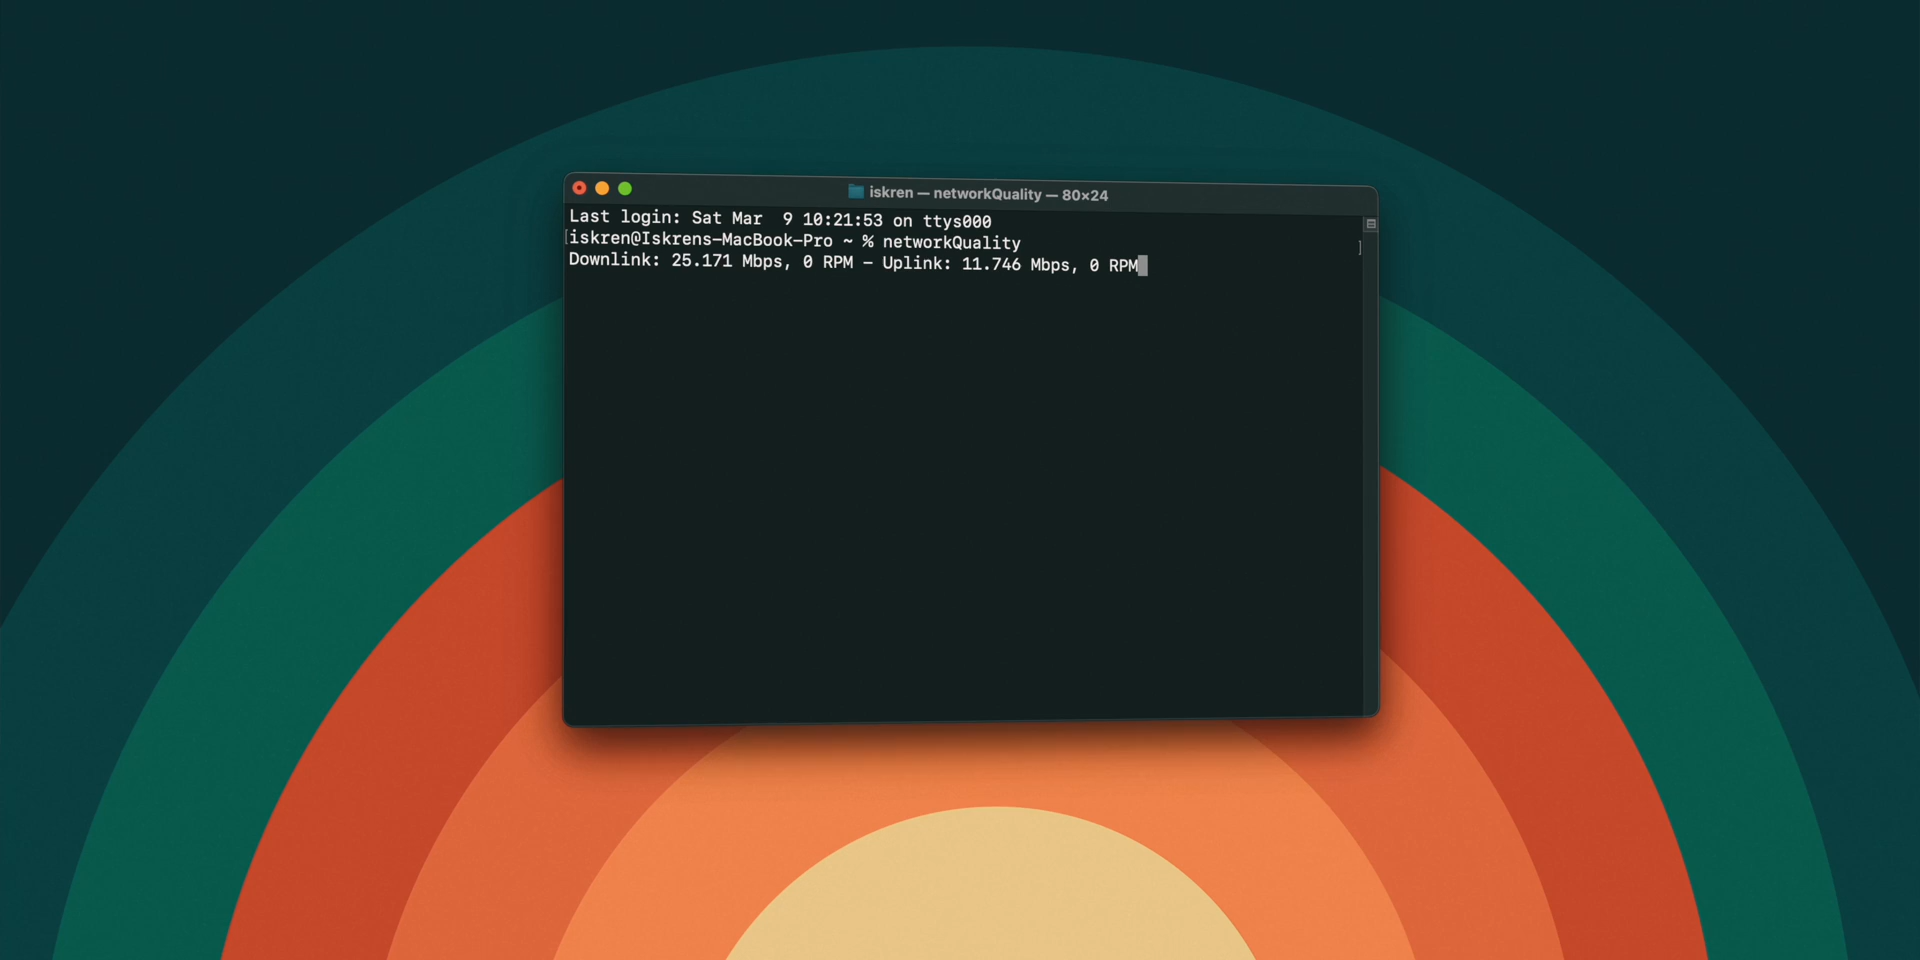 iskren — networkQuality — 80×24
Last login: Sat Mar  9 10:21:53 on ttys000
[iskren@Iskrens-MacBook-Pro ~ % networkQuality ]
Downlink: 25.171 Mbps, 0 RPM - Uplink: 11.746 Mbps, 0 RPM